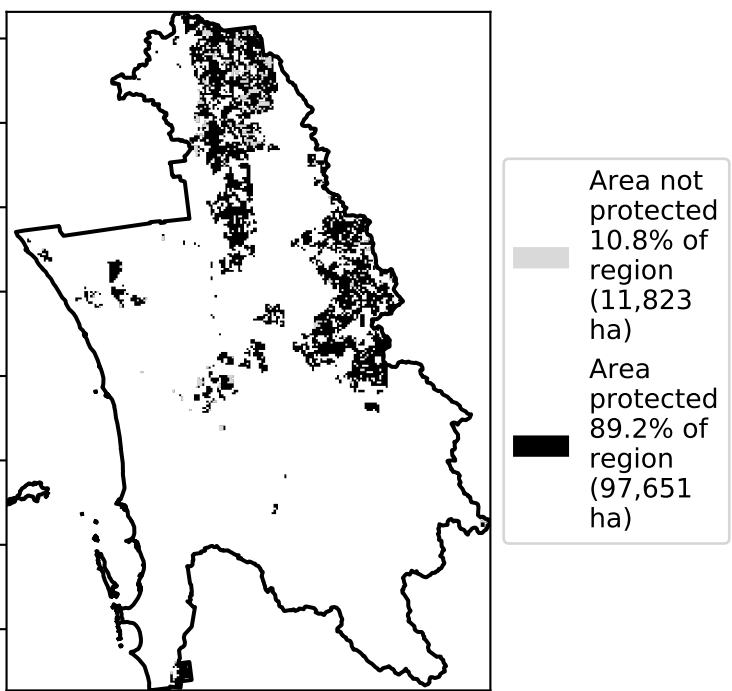 Area not
protected
10.8% of
region
(11,823
ha)
Area
protected
89.2% of
region
(97,651
ha)